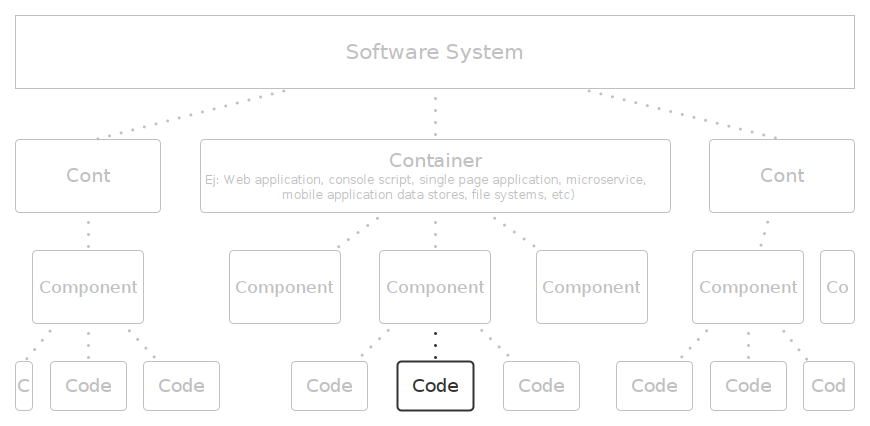 Software System
Cont
Container
Ej: Web application, console script, single page application, microservice,
mobile application data stores, file systems, etc)
Cont
Component
Component
Component
Component
Component
Co
C
Code
Code
Code
Code
Code
Code
Code
Cod